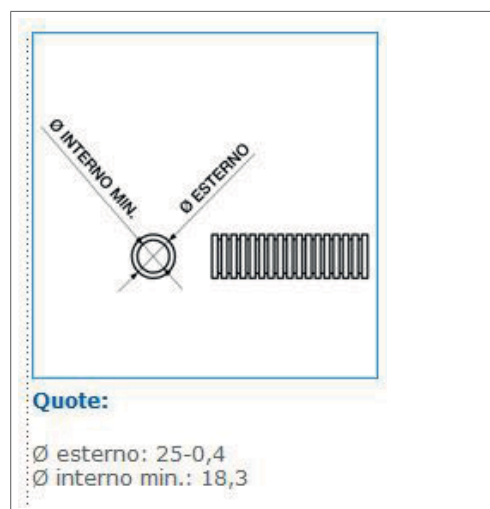 Ø INTERNO MIN.
Ø ESTERNO
Quote:
Ø esterno: 25-0,4
Ø interno min.: 18,3